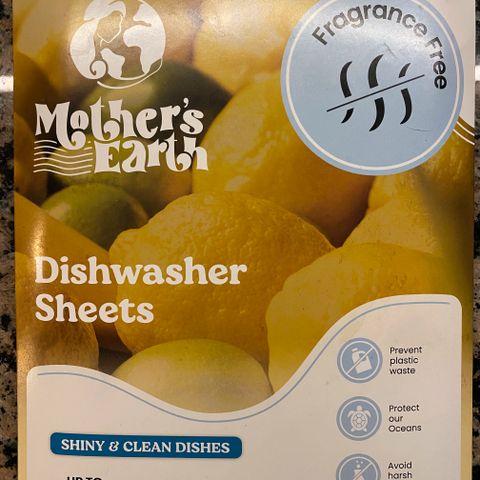 Fragrance Free
Mother's
Earth
Dishwasher
Sheets
Prevent
plastic
waste
Protect
our
Oceans
SHINY & CLEAN DISHES
Avoid
harsh
UP TO